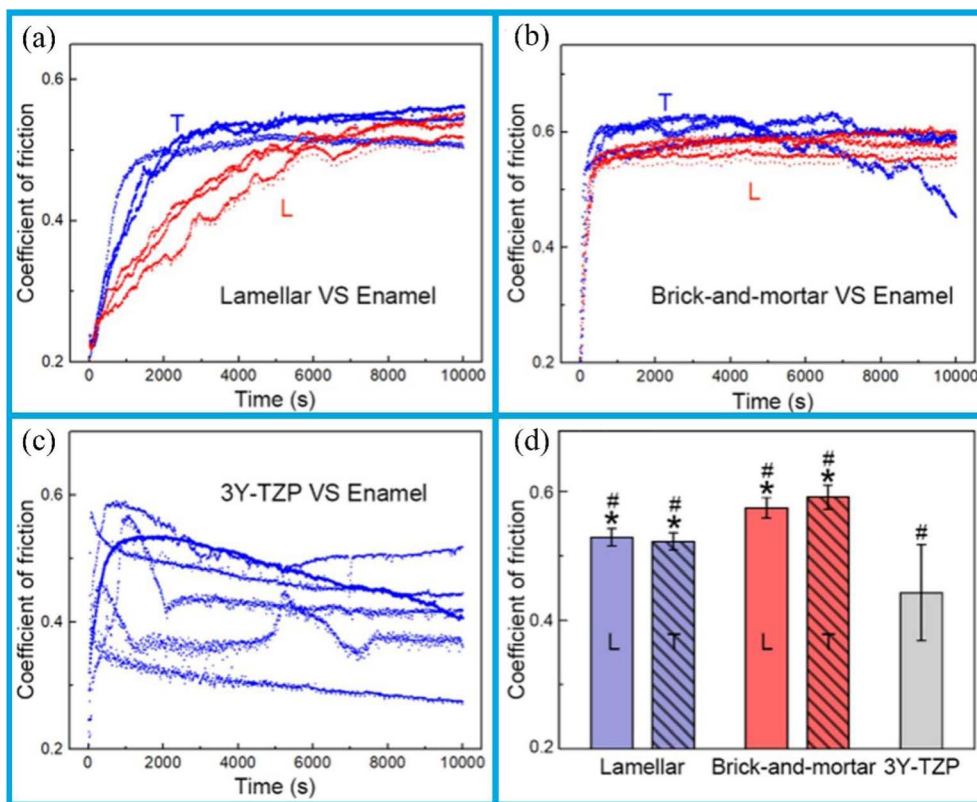 (a)
0.6
0.4
0.2
Coefficient of friction
T
L
Lamellar VS Enamel
0 2000 4000 6000 8000 10000
Time (s)
(b)
0.6
0.4
0.2
Coefficient of friction
T
L
Brick-and-mortar VS Enamel
0 2000 4000 6000 8000 10000
Time (s)
(c)
0.6
0.4
0.2
Coefficient of friction
3Y-TZP VS Enamel
0 2000 4000 6000 8000 10000
Time (s)
(d)
0.6
0.4
0.2
Coefficient of friction
# # # # #
* * * *
L T L T
Lamellar Brick-and-mortar 3Y-TZP